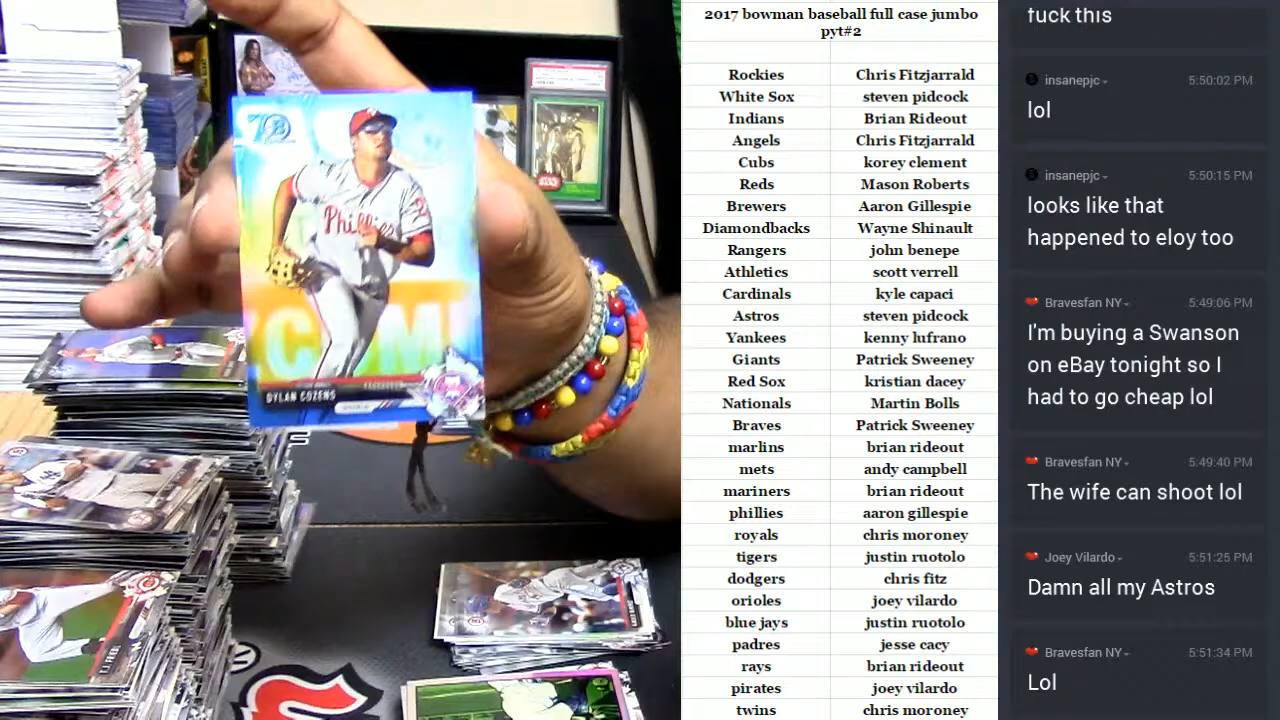 70
Phillies
DYLAN COZENS
2017 bowman baseball full case jumbo
pyt#2
Rockies Chris Fitzjarrald
White Sox steven pidcock
Indians Brian Rideout
Angels Chris Fitzjarrald
Cubs korey clement
Reds Mason Roberts
Brewers Aaron Gillespie
Diamondbacks Wayne Shinault
Rangers john benepe
Athletics scott verrell
Cardinals kyle capaci
Astros steven pidcock
Yankees kenny lufrano
Giants Patrick Sweeney
Red Sox kristian dacey
Nationals Martin Bolls
Braves Patrick Sweeney
marlins brian rideout
mets andy campbell
mariners brian rideout
phillies aaron gillespie
royals chris moroney
tigers justin ruotolo
dodgers chris fitz
orioles joey vilardo
blue jays justin ruotolo
padres jesse cacy
rays brian rideout
pirates joey vilardo
twins chris moroney
fuck this
insanepjc 5:50:02 PM
lol
insanepjc 5:50:15 PM
looks like that
happened to eloy too
Bravesfan NY 5:49:06 PM
I'm buying a Swanson
on eBay tonight so I
had to go cheap lol
Bravesfan NY 5:49:40 PM
The wife can shoot lol
Joey Vilardo 5:51:25 PM
Damn all my Astros
Bravesfan NY 5:51:34 PM
Lol